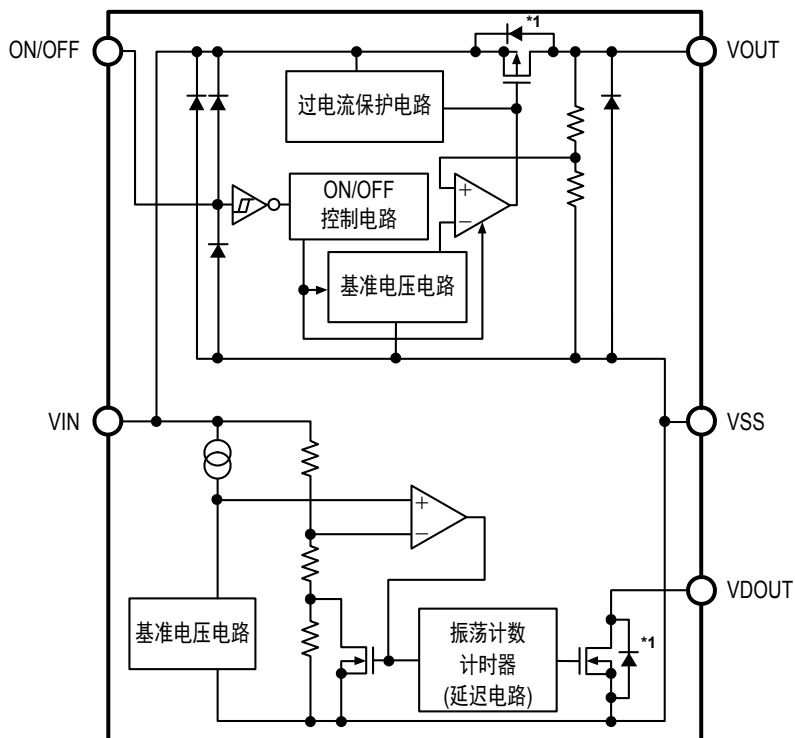 *1
ON/OFF
VOUT
过电流保护电路
ON/OFF
控制电路
+
−
基准电压电路
VIN
VSS
+
−
VDOUT
基准电压电路
振荡计数
计时器
(延迟电路)
*1